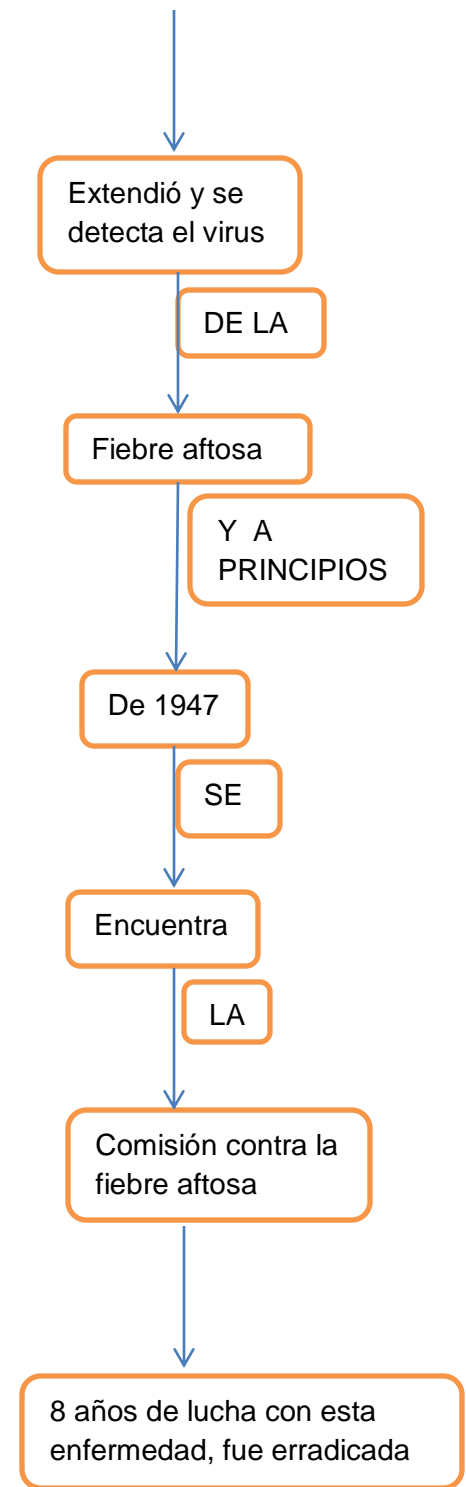 Extendió y se
detecta el virus
DE LA
Fiebre aftosa
Y A
PRINCIPIOS
De 1947
SE
Encuentra
LA
Comisión contra la
fiebre aftosa
8 años de lucha con esta
enfermedad, fue erradicada